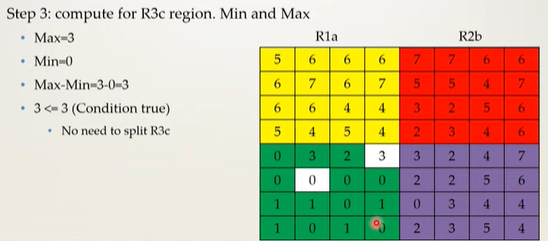 Step 3: compute for R3c region. Min and Max
• Max=3
• Min=0
• Max-Min=3-0=3
• 3 <= 3 (Condition true)
• No need to split R3c
R1a R2b
5 6 6 6 7 7 6 6
6 7 6 7 5 5 4 7
6 6 4 4 3 2 5 6
5 4 5 4 2 3 4 6
0 3 2 3 3 2 4 7
0 0 0 0 2 2 5 6
1 1 0 1 0 3 4 4
1 0 1 0 2 3 5 4